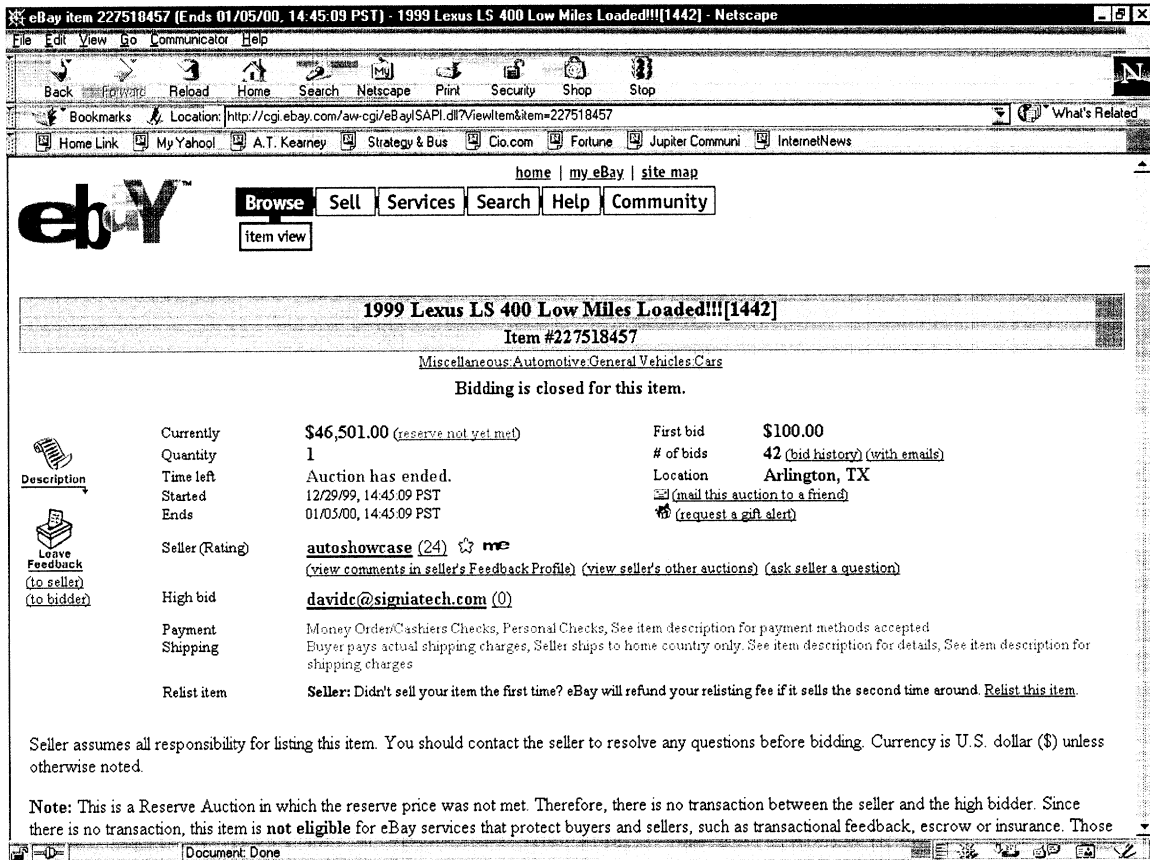 eBay item 227518457 (Ends 01/05/00, 14:45:09 PST) - 1999 Lexus LS 400 Low Miles Loaded!!![1442] - Netscape
File Edit View Go Communicator Help
Back Forward Reload Home Search Netscape Print Security Shop Stop
My
N
Bookmarks Location: http://cgi.ebay.com/aw-cgi/eBayISAPI.dll?ViewItem&item=227518457 What's Related
Home Link My Yahoo! A.T. Kearney Strategy & Bus Cio.com Fortune Jupiter Communi InternetNews
home | my eBay | site map
ebaY™
Browse Sell Services Search Help Community
item view
1999 Lexus LS 400 Low Miles Loaded!!![1442]
Item #227518457
Miscellaneous:Automotive:General Vehicles:Cars
Bidding is closed for this item.
Description
Leave Feedback
(to seller)
(to bidder)
Currently $46,501.00 (reserve not yet met) First bid $100.00
Quantity 1 # of bids 42 (bid history) (with emails)
Time left Auction has ended. Location Arlington, TX
Started 12/29/99, 14:45:09 PST (mail this auction to a friend)
Ends 01/05/00, 14:45:09 PST (request a gift alert)
Seller (Rating) autoshowcase (24) me
(view comments in seller's Feedback Profile) (view seller's other auctions) (ask seller a question)
High bid davidc@signiatech.com (0)
Payment Money Order/Cashiers Checks, Personal Checks, See item description for payment methods accepted
Shipping Buyer pays actual shipping charges, Seller ships to home country only. See item description for details, See item description for
shipping charges
Relist item Seller: Didn't sell your item the first time? eBay will refund your relisting fee if it sells the second time around. Relist this item.
Seller assumes all responsibility for listing this item. You should contact the seller to resolve any questions before bidding. Currency is U.S. dollar ($) unless
otherwise noted.
Note: This is a Reserve Auction in which the reserve price was not met. Therefore, there is no transaction between the seller and the high bidder. Since
there is no transaction, this item is not eligible for eBay services that protect buyers and sellers, such as transactional feedback, escrow or insurance. Those
Document: Done